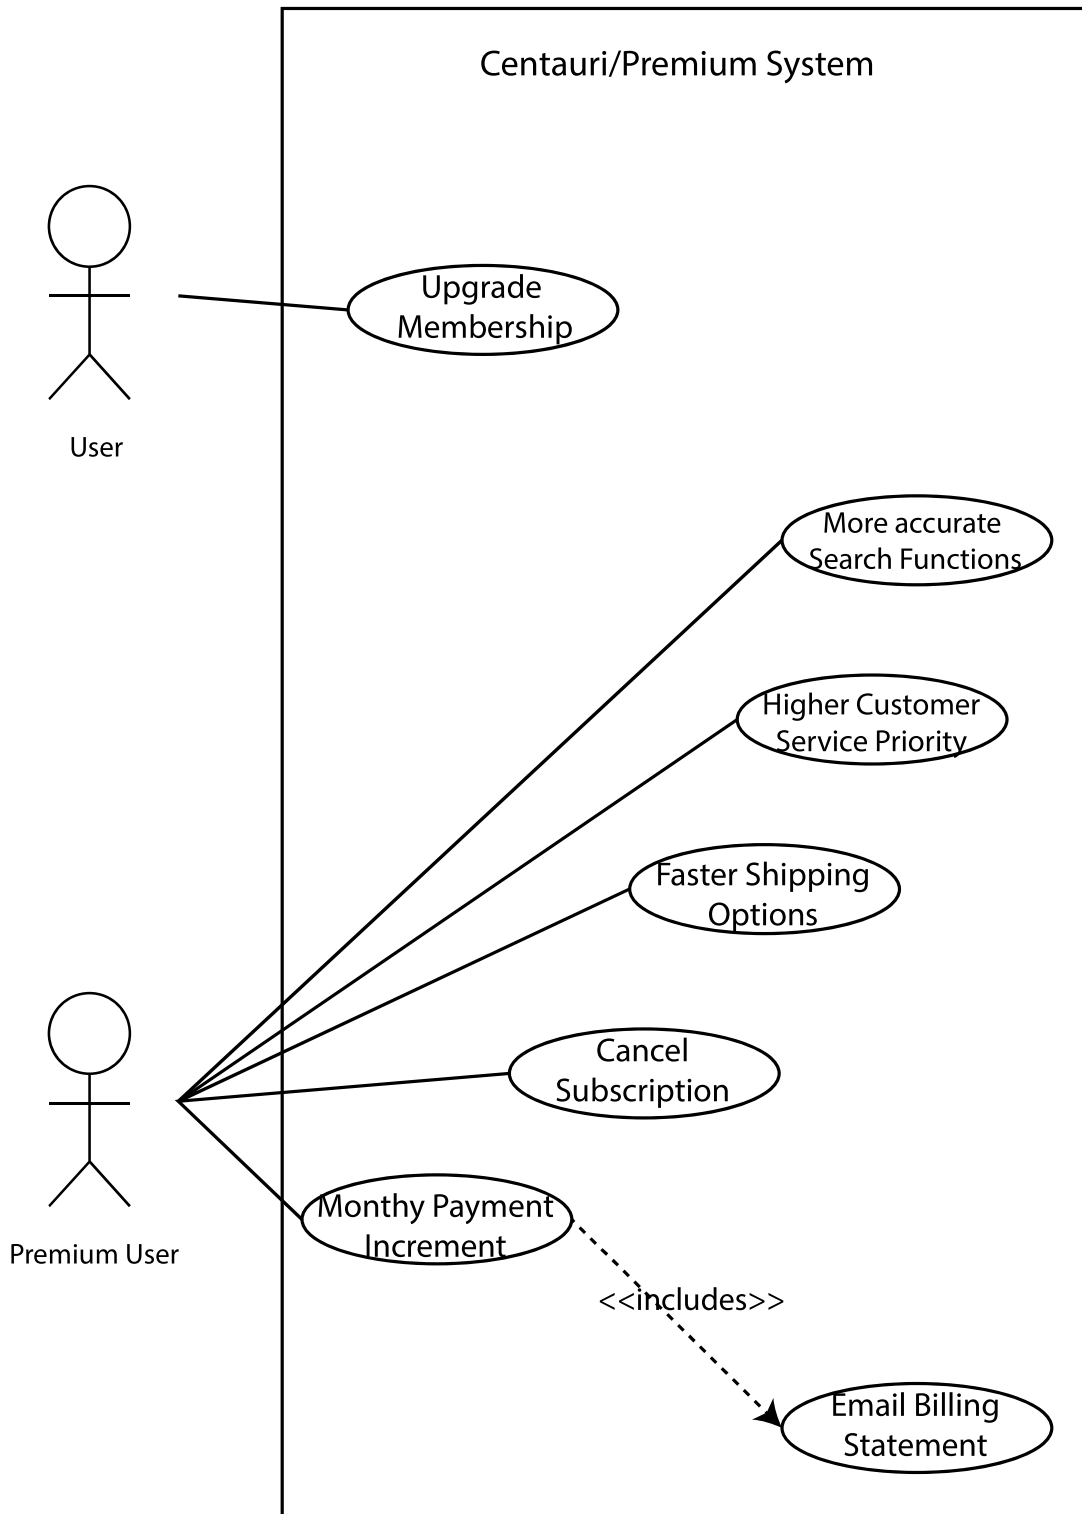 Centauri/Premium System
Upgrade
Membership
User
More accurate
Search Functions
Higher Customer
Service Priority
Faster Shipping
Options
Cancel
Subscription
Monthy Payment
Increment
Premium User
<<includes>>
Email Billing
Statement